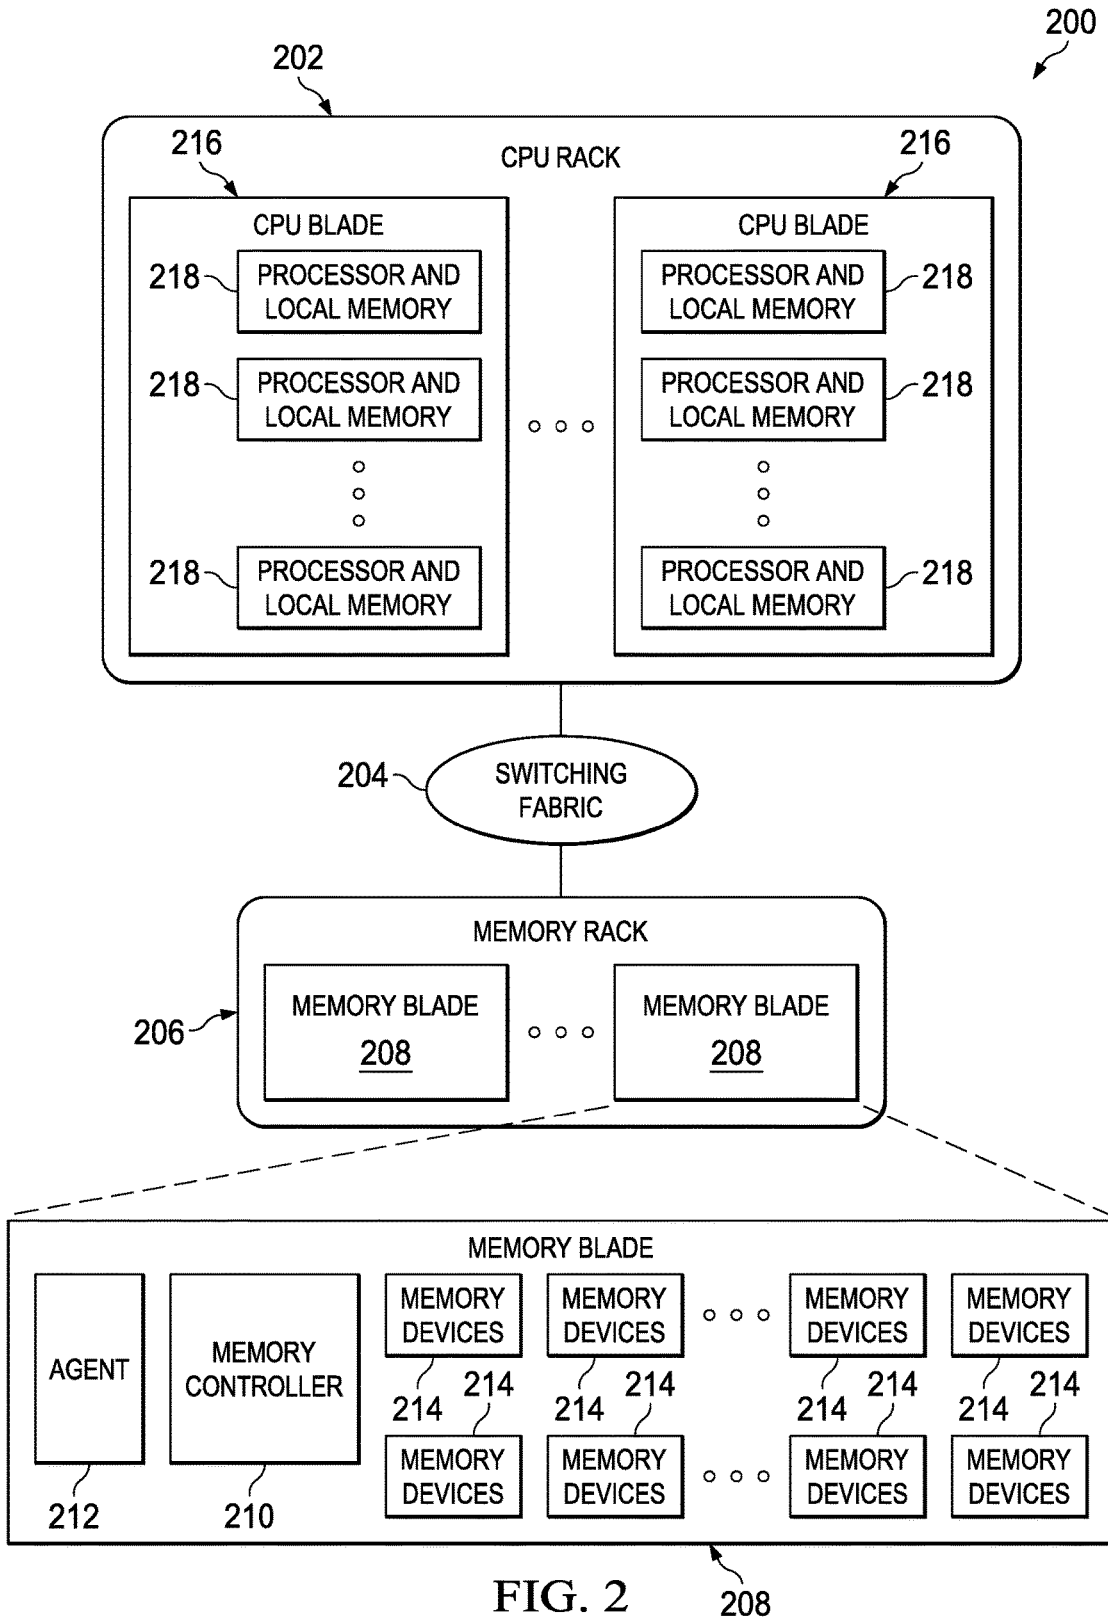 200
202
CPU RACK
216
216
CPU BLADE
CPU BLADE
218
PROCESSOR AND
LOCAL MEMORY
PROCESSOR AND
LOCAL MEMORY
218
218
PROCESSOR AND
LOCAL MEMORY
PROCESSOR AND
LOCAL MEMORY
218
218
PROCESSOR AND
LOCAL MEMORY
PROCESSOR AND
LOCAL MEMORY
218
204
SWITCHING
FABRIC
MEMORY RACK
206
MEMORY BLADE
208
MEMORY BLADE
208
MEMORY BLADE
AGENT
212
MEMORY
CONTROLLER
210
MEMORY
DEVICES
MEMORY
DEVICES
MEMORY
DEVICES
MEMORY
DEVICES
214
214
214
214
214
214
214
214
MEMORY
DEVICES
MEMORY
DEVICES
MEMORY
DEVICES
MEMORY
DEVICES
208
FIG. 2